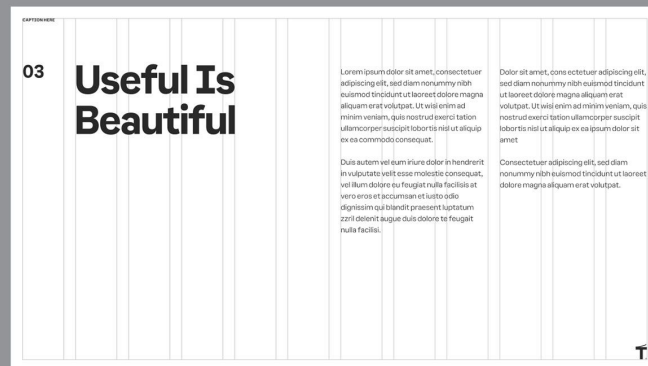 CAPTION HERE
03
Useful Is
Beautiful
Lorem ipsum dolor sit amet, consectetuer
adipiscing elit, sed diam nonummy nibh
euismod tincidunt ut laoreet dolore magna
aliquam erat volutpat. Ut wisi enim ad
minim veniam, quis nostrud exerci tation
ullamcorper suscipit lobortis nisl ut aliquip
ex ea commodo consequat.
Duis autem vel eum iriure dolor in hendrerit
in vulputate velit esse molestie consequat,
vel illum dolore eu feugiat nulla facilisis at
vero eros et accumsan et iusto odio
dignissim qui blandit praesent luptatum
zzril delenit augue duis dolore te feugait
nulla facilisi.
Dolor sit amet, cons ectetuer adipiscing elit,
sed diam nonummy nibh euismod tincidunt
ut laoreet dolore magna aliquam erat
volutpat. Ut wisi enim ad minim veniam, quis
nostrud exerci tation ullamcorper suscipit
lobortis nisl ut aliquip ex ea ipsum dolor sit
amet
Consectetuer adipiscing elit, sed diam
nonummy nibh euismod tincidunt ut laoreet
dolore magna aliquam erat volutpat.
T